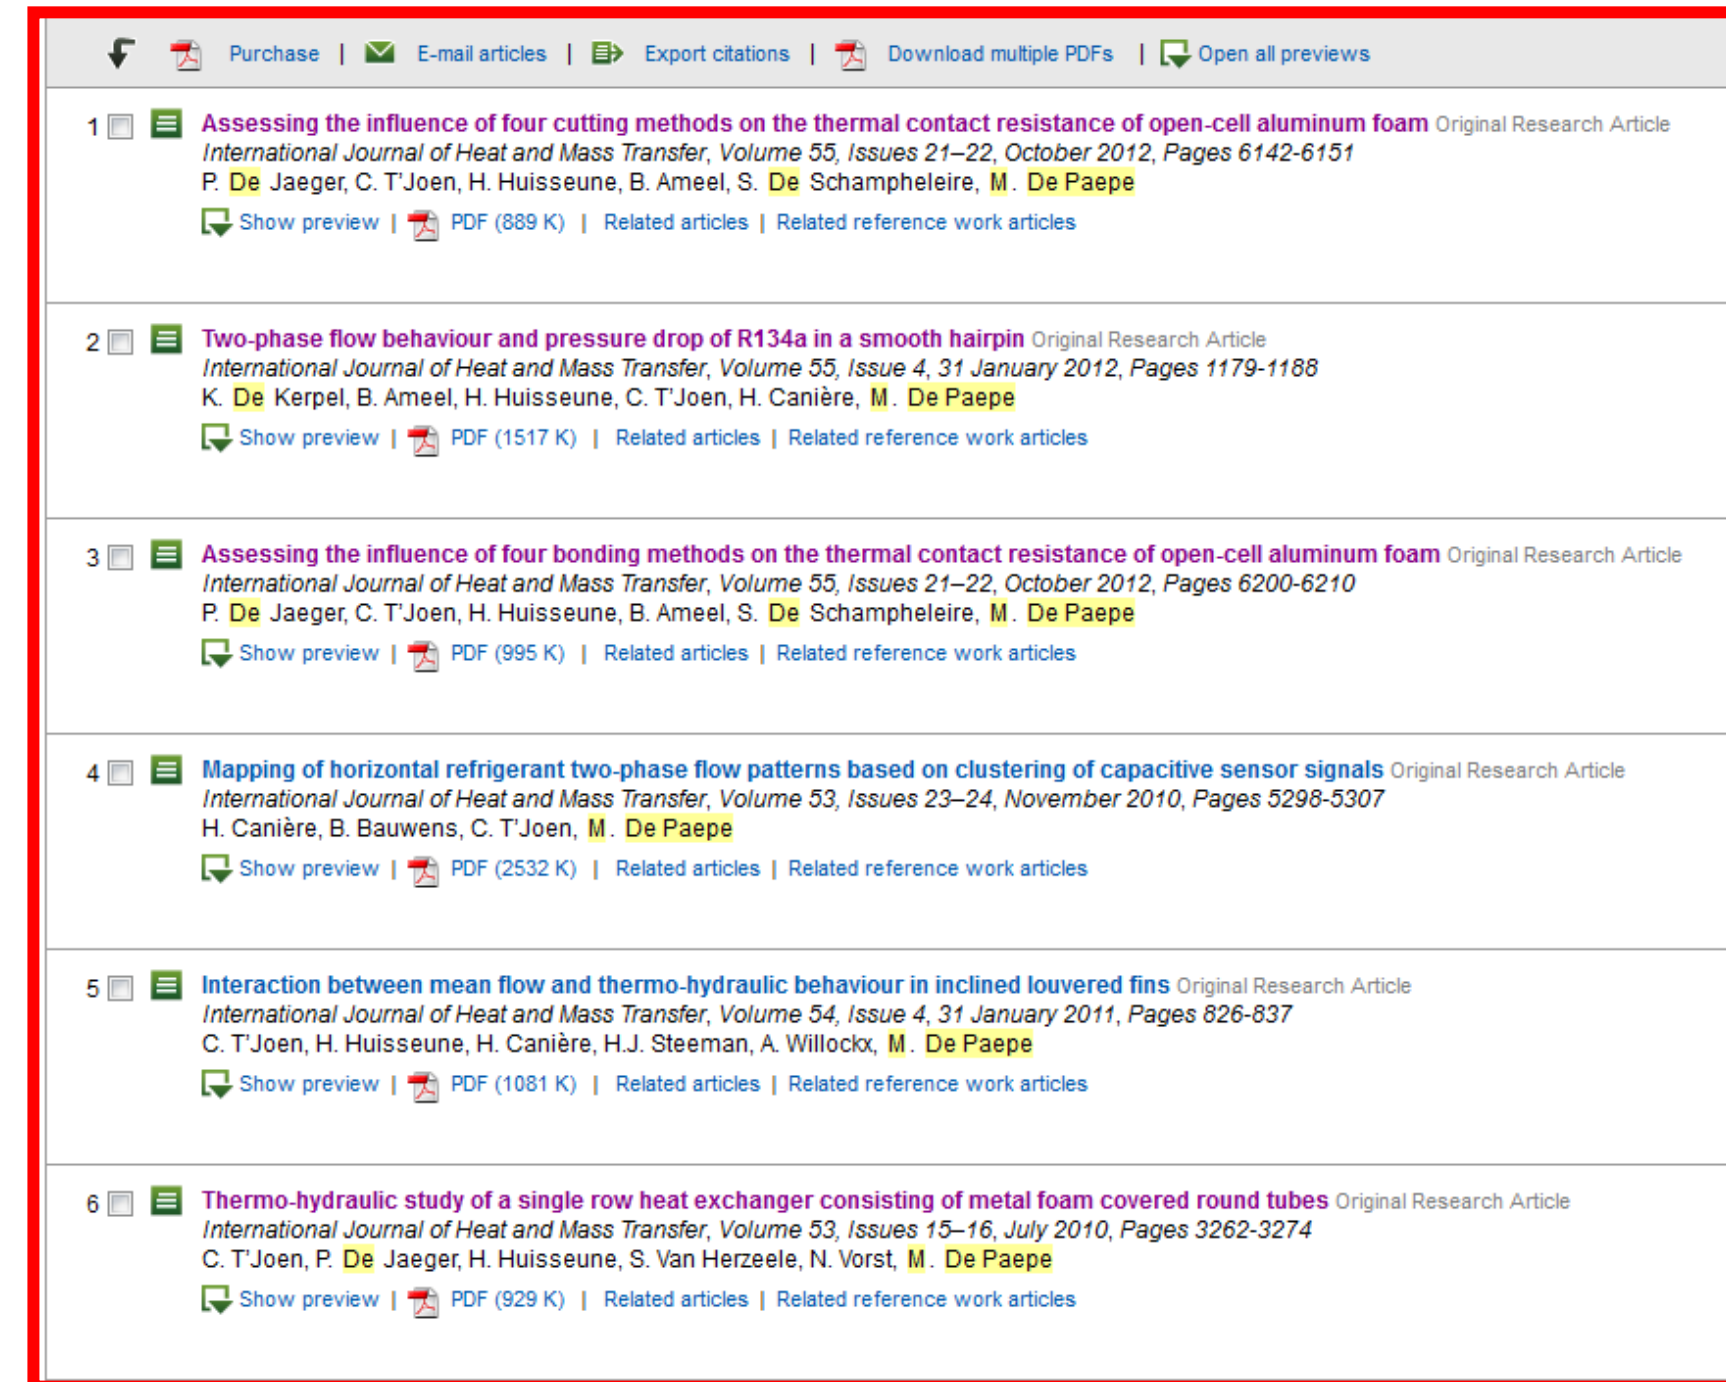 Purchase | E-mail articles | Export citations | Download multiple PDFs | Open all previews
1 Assessing the influence of four cutting methods on the thermal contact resistance of open-cell aluminum foam Original Research Article
International Journal of Heat and Mass Transfer, Volume 55, Issues 21–22, October 2012, Pages 6142-6151
P. De Jaeger, C. T'Joen, H. Huisseune, B. Ameel, S. De Schampheleire, M. De Paepe
Show preview | PDF (889 K) | Related articles | Related reference work articles
2 Two-phase flow behaviour and pressure drop of R134a in a smooth hairpin Original Research Article
International Journal of Heat and Mass Transfer, Volume 55, Issue 4, 31 January 2012, Pages 1179-1188
K. De Kerpel, B. Ameel, H. Huisseune, C. T'Joen, H. Canière, M. De Paepe
Show preview | PDF (1517 K) | Related articles | Related reference work articles
3 Assessing the influence of four bonding methods on the thermal contact resistance of open-cell aluminum foam Original Research Article
International Journal of Heat and Mass Transfer, Volume 55, Issues 21–22, October 2012, Pages 6200-6210
P. De Jaeger, C. T'Joen, H. Huisseune, B. Ameel, S. De Schampheleire, M. De Paepe
Show preview | PDF (995 K) | Related articles | Related reference work articles
4 Mapping of horizontal refrigerant two-phase flow patterns based on clustering of capacitive sensor signals Original Research Article
International Journal of Heat and Mass Transfer, Volume 53, Issues 23–24, November 2010, Pages 5298-5307
H. Canière, B. Bauwens, C. T'Joen, M. De Paepe
Show preview | PDF (2532 K) | Related articles | Related reference work articles
5 Interaction between mean flow and thermo-hydraulic behaviour in inclined louvered fins Original Research Article
International Journal of Heat and Mass Transfer, Volume 54, Issue 4, 31 January 2011, Pages 826-837
C. T'Joen, H. Huisseune, H. Canière, H.J. Steeman, A. Willockx, M. De Paepe
Show preview | PDF (1081 K) | Related articles | Related reference work articles
6 Thermo-hydraulic study of a single row heat exchanger consisting of metal foam covered round tubes Original Research Article
International Journal of Heat and Mass Transfer, Volume 53, Issues 15–16, July 2010, Pages 3262-3274
C. T'Joen, P. De Jaeger, H. Huisseune, S. Van Herzeele, N. Vorst, M. De Paepe
Show preview | PDF (929 K) | Related articles | Related reference work articles